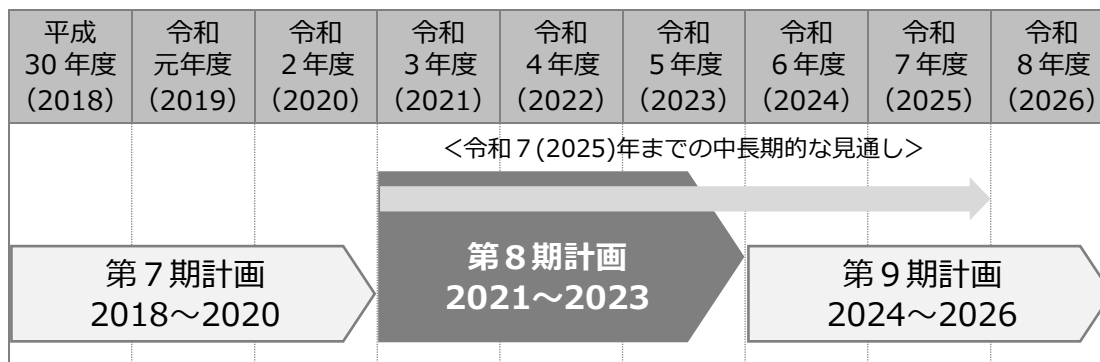 平成
30年度
（2018）
令和
元年度
（2019）
令和
２年度
（2020）
令和
３年度
（2021）
令和
４年度
（2022）
令和
５年度
（2023）
令和
６年度
（2024）
令和
７年度
（2025）
令和
８年度
（2026）
＜令和７(2025)年までの中長期的な見通し＞
第７期計画
2018～2020
第８期計画
2021～2023
第９期計画
2024～2026